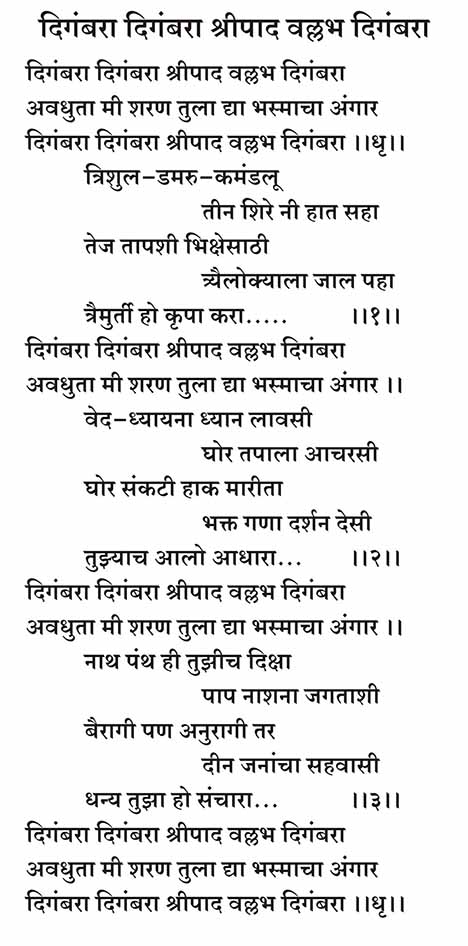 दिगंबरा दिगंबरा श्रीपाद वल्लभ दिगंबरा
दिगंबरा दिगंबरा श्रीपाद वल्लभ दिगंबरा
अवधुता मी शरण तुला द्या भस्माचा अंगार
दिगंबरा दिगंबरा श्रीपाद वल्लभ दिगंबरा ।।धृ।।
त्रिशुल–डमरु–कमंडलू
तीन शिरे नी हात सहा
तेज तापशी भिक्षेसाठी
त्र्यैलोक्याला जाल पहा
त्रैमुर्ती हो कृपा करा..... ।।१।।
दिगंबरा दिगंबरा श्रीपाद वल्लभ दिगंबरा
अवधुता मी शरण तुला द्या भस्माचा अंगार ।।
वेद–ध्यायना ध्यान लावसी
घोर तपाला आचरसी
घोर संकटी हाक मारीता
भक्त गणा दर्शन देसी
तुझ्याच आलो आधारा... ।।२।।
दिगंबरा दिगंबरा श्रीपाद वल्लभ दिगंबरा
अवधुता मी शरण तुला द्या भस्माचा अंगार ।।
नाथ पंथ ही तुझीच दिक्षा
पाप नाशना जगताशी
बैरागी पण अनुरागी तर
दीन जनांचा सहवासी
धन्य तुझा हो संचारा... ।।३।।
दिगंबरा दिगंबरा श्रीपाद वल्लभ दिगंबरा
अवधुता मी शरण तुला द्या भस्माचा अंगार
दिगंबरा दिगंबरा श्रीपाद वल्लभ दिगंबरा ।।धृ।।